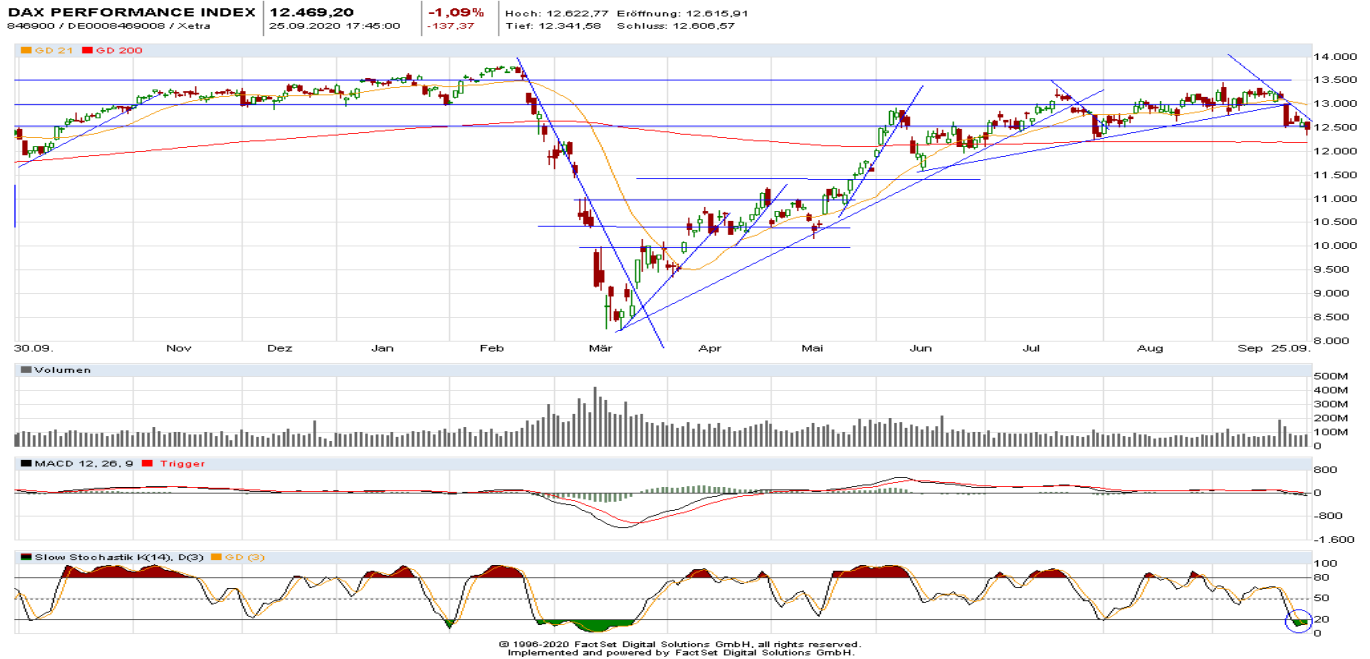 DAX PERFORMANCE INDEX 12.469,20 -1,09% Hoch: 12.622,77 Eröffnung: 12.615,91
846900 / DE0008469008 / Xetra 25.09.2020 17:45:00 -137,37 Tief: 12.341,58 Schluss: 12.606,57
GD 21 GD 200
14.000
13.500
13.000
12.500
12.000
11.500
11.000
10.500
10.000
9.500
9.000
8.500
8.000
30.09. Nov Dez Jan Feb Mär Apr Mai Jun Jul Aug Sep 25.09.
Volumen
500M
400M
300M
200M
100M
0
MACD 12, 26, 9 Trigger
800
0
-800
-1.600
Slow Stochastik K(14), D(3) GD (3)
100
80
50
20
0
© 1996-2020 FactSet Digital Solutions GmbH, all rights reserved.
Implemented and powered by FactSet Digital Solutions GmbH.